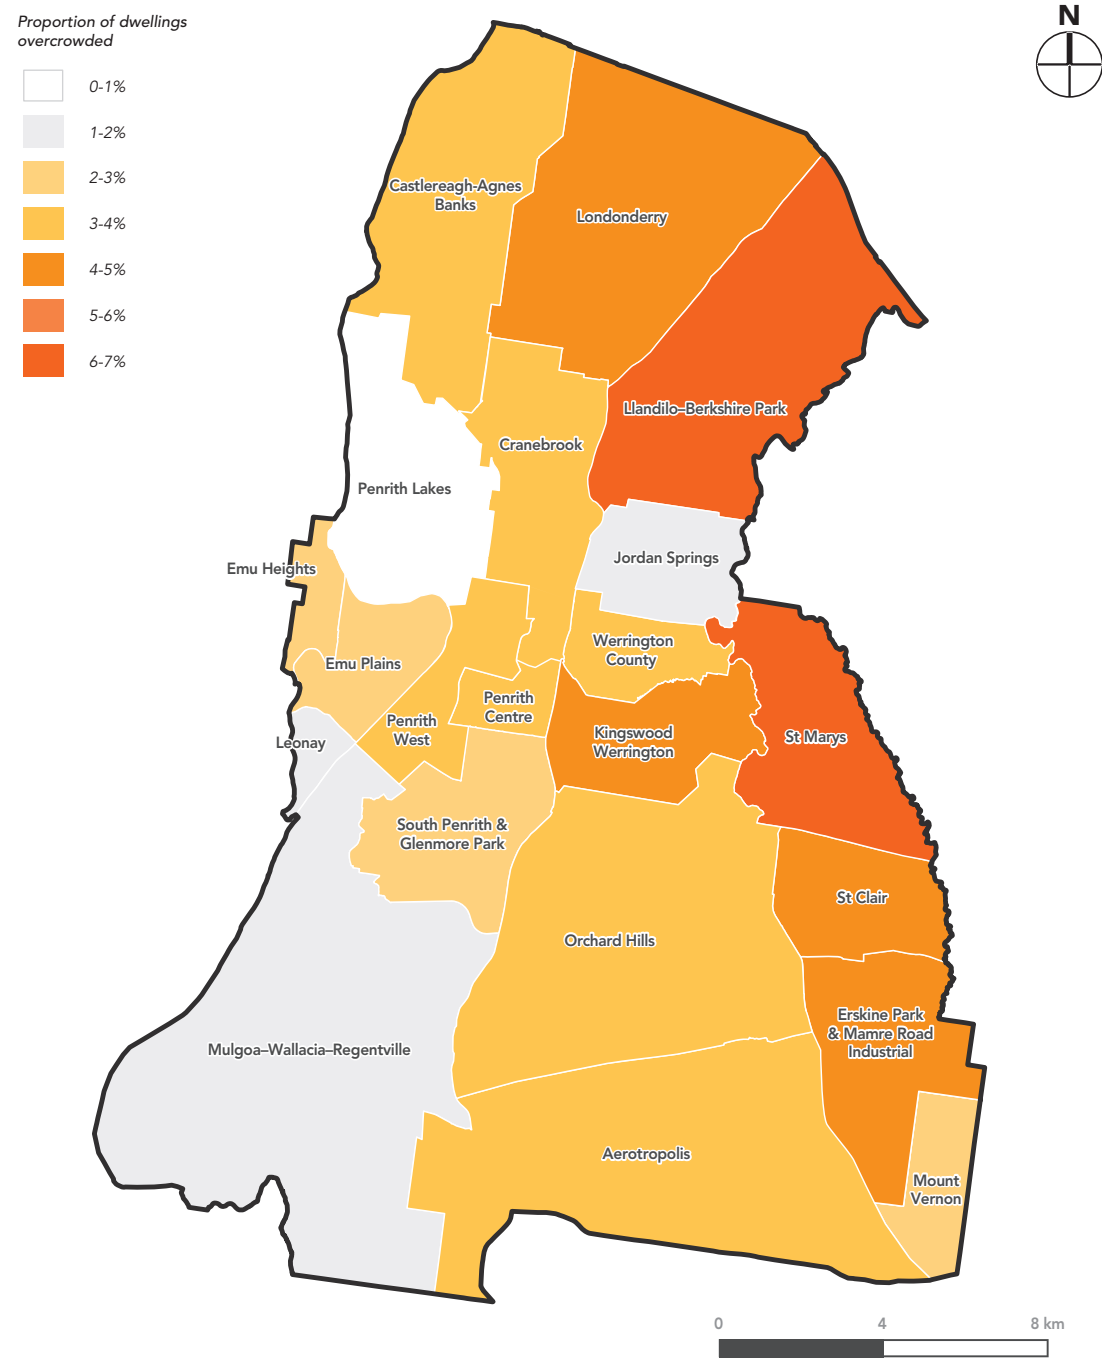 Proportion of dwellings
overcrowded
0-1%
1-2%
2-3%
3-4%
4-5%
5-6%
6-7%
N
Castlereagh-Agnes
Banks
Londonderry
Llandilo–Berkshire Park
Cranebrook
Penrith Lakes
Jordan Springs
Emu Heights
Werrington
County
Emu Plains
Penrith
Centre
Penrith
West
Leonay
Kingswood
Werrington
St Marys
South Penrith &
Glenmore Park
St Clair
Orchard Hills
Erskine Park
& Mamre Road
Industrial
Mulgoa–Wallacia–Regentville
Aerotropolis
Mount
Vernon
0 4 8 km